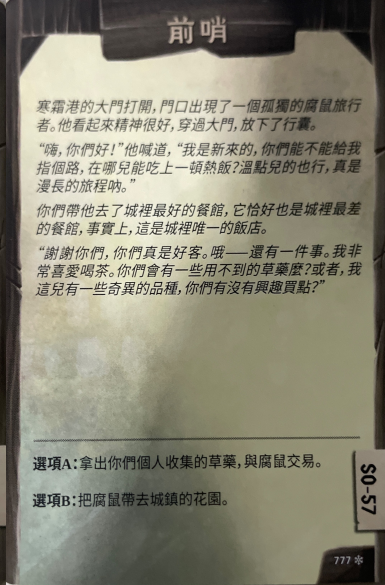 前哨
寒霜港的大門打開，門口出現了一個孤獨的腐鼠旅行
者。他看起來精神很好，穿過大門，放下了行囊。
“嗨，你們好！”他喊道，“我是新來的，你們能不能給我
指個路，在哪兒能吃上一頓熱飯？溫點兒的也行，真是
漫長的旅程吶。”
你們帶他去了城裡最好的餐館，它恰好也是城裡最差
的餐館，事實上，這是城裡唯一的飯店。
“謝謝你們，你們真是好客。哦——還有一件事。我非
常喜愛喝茶。你們會有一些用不到的草藥麼？或者，我
這兒有一些奇異的品種，你們有沒有興趣買點？”
選項A：拿出你們個人收集的草藥，與腐鼠交易。
選項B：把腐鼠帶去城鎮的花園。
SO-57
777